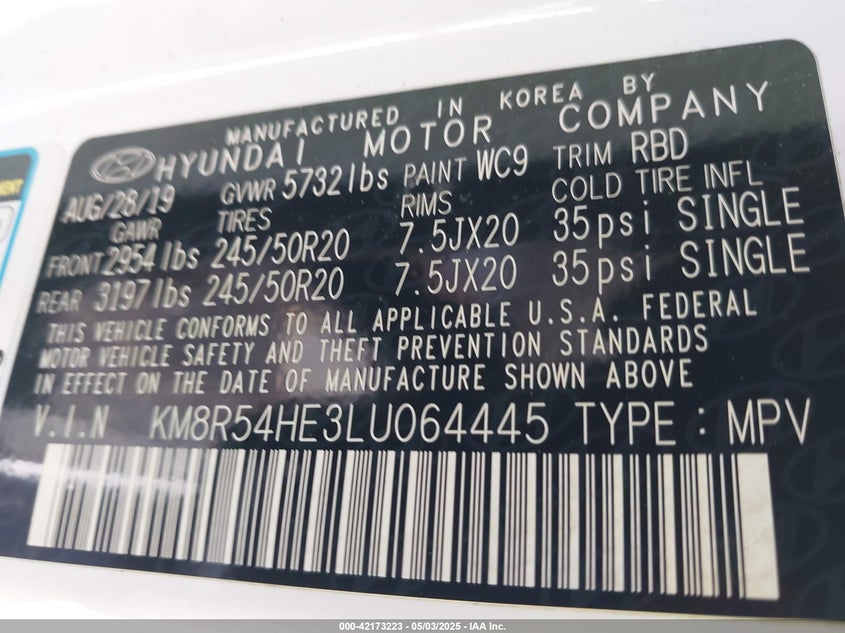 MANUFACTURED IN KOREA BY
HYUNDAI MOTOR COMPANY
AUG/28/19 GVWR 5732lbs PAINT WC9 TRIM RBD
GAWR TIRES RIMS COLD TIRE INFL
FRONT 2954lbs 245/50R20 7.5JX20 35psi SINGLE
REAR 3197lbs 245/50R20 7.5JX20 35psi SINGLE
THIS VEHICLE CONFORMS TO ALL APPLICABLE U.S.A. FEDERAL
MOTOR VEHICLE SAFETY AND THEFT PREVENTION STANDARDS
IN EFFECT ON THE DATE OF MANUFACTURE SHOWN ABOVE
V.I.N KM8R54HE3LU064445 TYPE : MPV
000-42173223 - 05/03/2025 - IAA Inc.